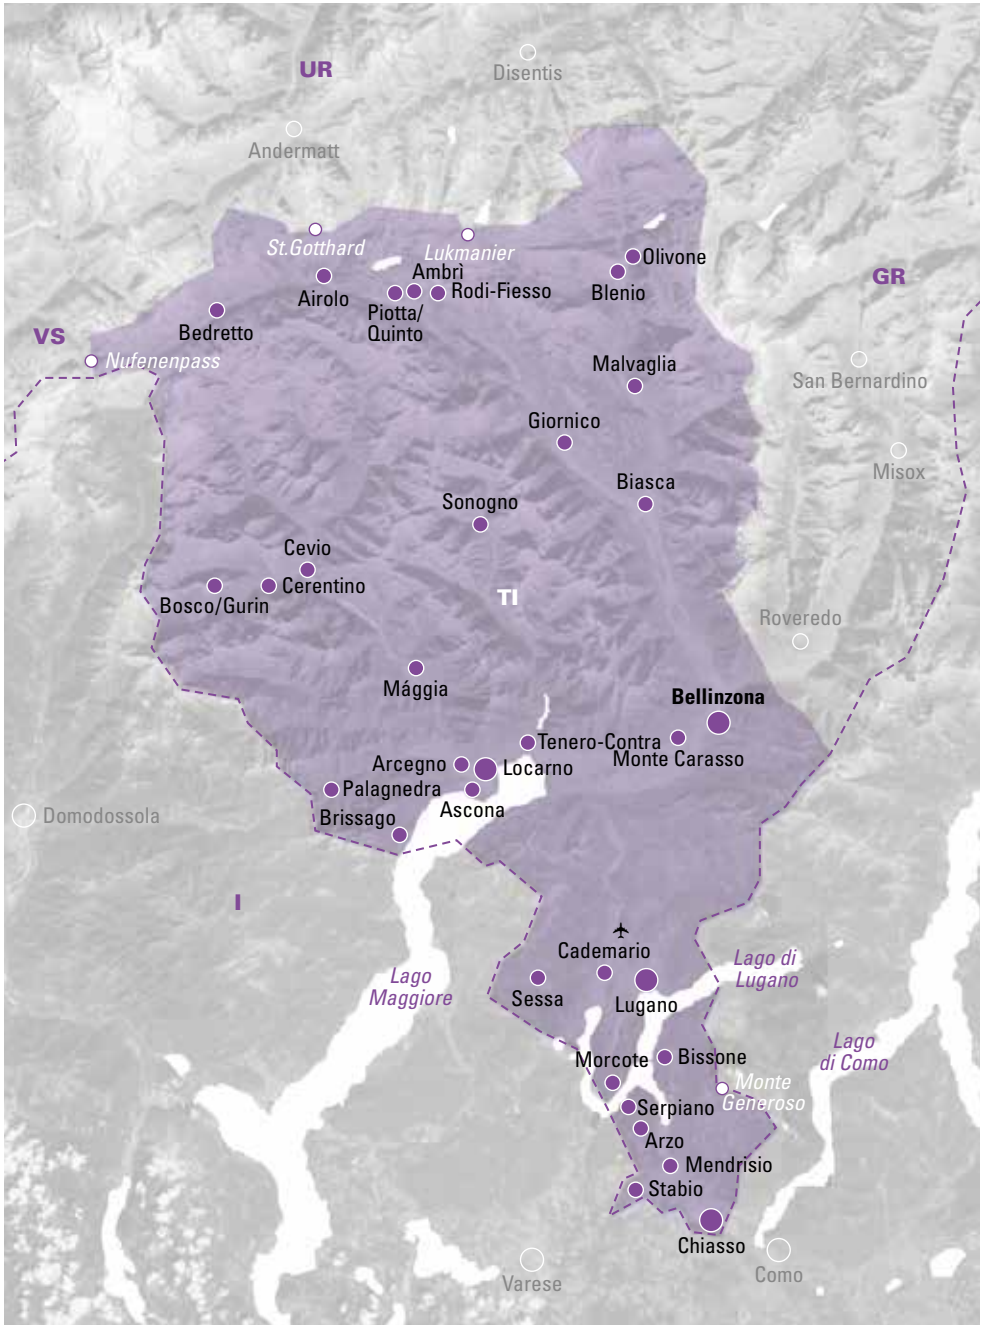 Disentis
UR
Andermatt
St.Gotthard
Lukmanier
Olivone
Ambrì
GR
Blenio
Airolo
Rodi-Fiesso
Piotta/
Quinto
Bedretto
VS
Nufenenpass
Malvaglia
San Bernardino
Giornico
Misox
Biasca
Sonogno
Cevio
Cerentino
Bosco/Gurin
TI
Roveredo
Mággia
Bellinzona
Tenero-Contra
Monte Carasso
Arcegno
Locarno
Palagnedra
Ascona
Brissago
Domodossola
I
Cademario
Lago di
Lugano
Lago
Maggiore
Sessa
Lugano
Lago
di Como
Morcote
Bissone
Monte
Generoso
Serpiano
Arzo
Mendrisio
Stabio
Chiasso
Como
Varese